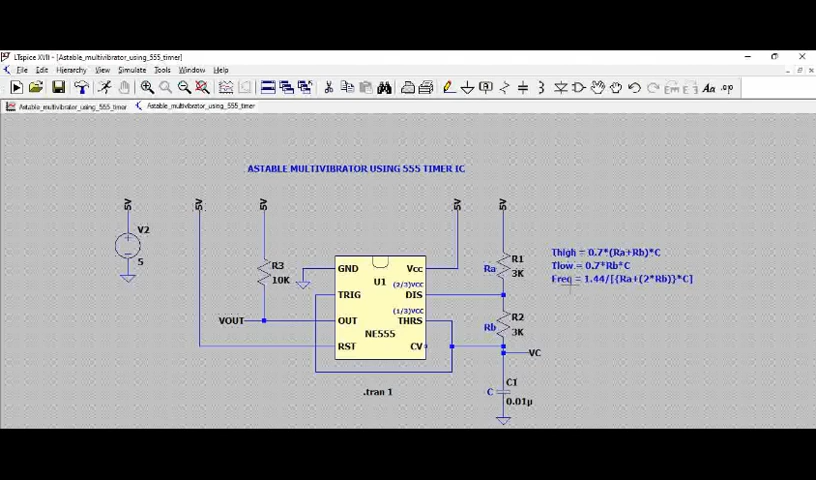 LTspice XVII - [Astable_multivibrator_using_555_timer]
File Edit Hierarchy View Simulate Tools Window Help
Aa .op
Astable_multivibrator_using_555_timer Astable_multivibrator_using_555_timer
ASTABLE MULTIVIBRATOR USING 555 TIMER IC
5V 5V 5V 5V 5V
V2
5
R3
10K
GND Vcc
U1
(2/3)VCC
TRIG DIS
(1/3)VCC
VOUT OUT THRS
NE555
RST CV
Ra R1
3K
Rb R2
3K
VC
C C1
0.01µ
.tran 1
Thigh = 0.7*(Ra+Rb)*C
Tlow = 0.7*Rb*C
Freq = 1.44/[{Ra+(2*Rb)}*C]